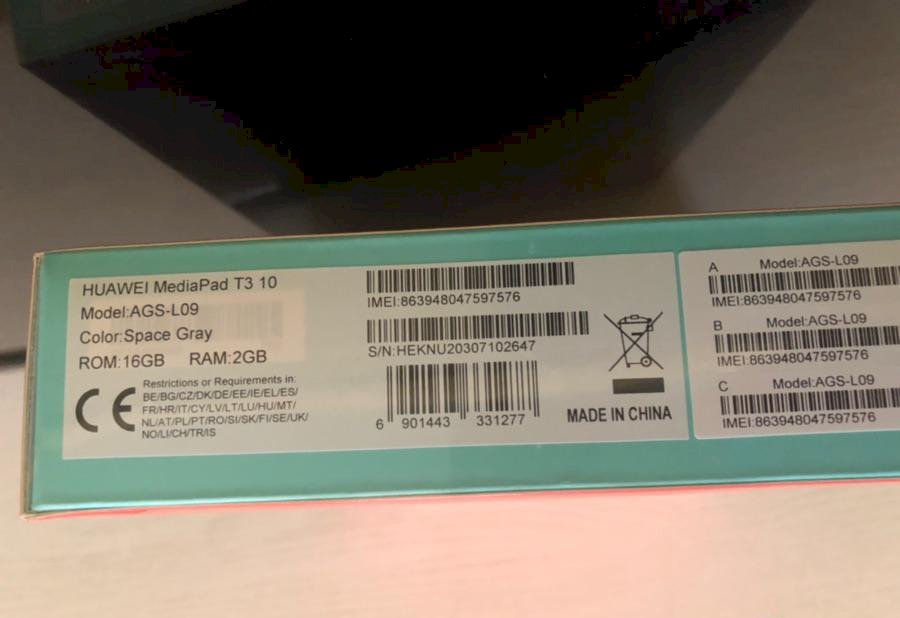 HUAWEI MediaPad T3 10
Model:AGS-L09
Color:Space Gray
ROM:16GB RAM:2GB
CE
Restrictions or Requirements in:
BE/BG/CZ/DK/DE/EE/IE/EL/ES/
FR/HR/IT/CY/LV/LT/LU/HU/MT/
NL/AT/PL/PT/RO/SI/SK/FI/SE/UK/
NO/LI/CH/TR/IS
IMEI:863948047597576
S/N:HEKNU20307102647
6 901443 331277
MADE IN CHINA
A Model:AGS-L09
IMEI:863948047597576
B Model:AGS-L09
IMEI:863948047597576
C Model:AGS-L09
IMEI:863948047597576